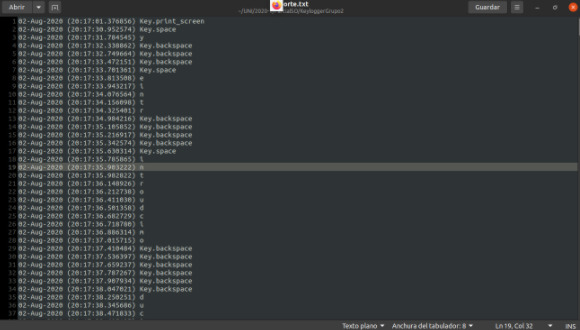 Abrir
orte.txt
Guardar
1 02-Aug-2020 (20:17:01.376856) Key.print_screen
2 02-Aug-2020 (20:17:30.952574) Key.space
3 02-Aug-2020 (20:17:31.784545) y
4 02-Aug-2020 (20:17:32.338862) Key.backspace
5 02-Aug-2020 (20:17:32.749664) Key.backspace
6 02-Aug-2020 (20:17:33.472151) Key.backspace
7 02-Aug-2020 (20:17:33.701361) Key.space
8 02-Aug-2020 (20:17:33.813508) e
9 02-Aug-2020 (20:17:33.943217) i
10 02-Aug-2020 (20:17:34.076564) n
11 02-Aug-2020 (20:17:34.156098) t
12 02-Aug-2020 (20:17:34.325401) r
13 02-Aug-2020 (20:17:34.984216) Key.backspace
14 02-Aug-2020 (20:17:35.105852) Key.backspace
15 02-Aug-2020 (20:17:35.216917) Key.backspace
16 02-Aug-2020 (20:17:35.342574) Key.backspace
17 02-Aug-2020 (20:17:35.630314) Key.space
18 02-Aug-2020 (20:17:35.785865) i
19 02-Aug-2020 (20:17:35.903222) n
20 02-Aug-2020 (20:17:35.982822) t
21 02-Aug-2020 (20:17:36.148926) r
22 02-Aug-2020 (20:17:36.212738) o
23 02-Aug-2020 (20:17:36.411038) u
24 02-Aug-2020 (20:17:36.501358) d
25 02-Aug-2020 (20:17:36.682729) c
26 02-Aug-2020 (20:17:36.718780) i
27 02-Aug-2020 (20:17:36.886314) m
28 02-Aug-2020 (20:17:37.015715) o
29 02-Aug-2020 (20:17:37.410484) Key.backspace
30 02-Aug-2020 (20:17:37.536397) Key.backspace
31 02-Aug-2020 (20:17:37.659237) Key.backspace
32 02-Aug-2020 (20:17:37.787267) Key.backspace
33 02-Aug-2020 (20:17:37.907934) Key.backspace
34 02-Aug-2020 (20:17:38.047021) Key.backspace
35 02-Aug-2020 (20:17:38.250251) d
36 02-Aug-2020 (20:17:38.345686) u
37 02-Aug-2020 (20:17:38.471833) c
Texto plano Anchura del tabulador: 8 Ln 19, Col 32 INS